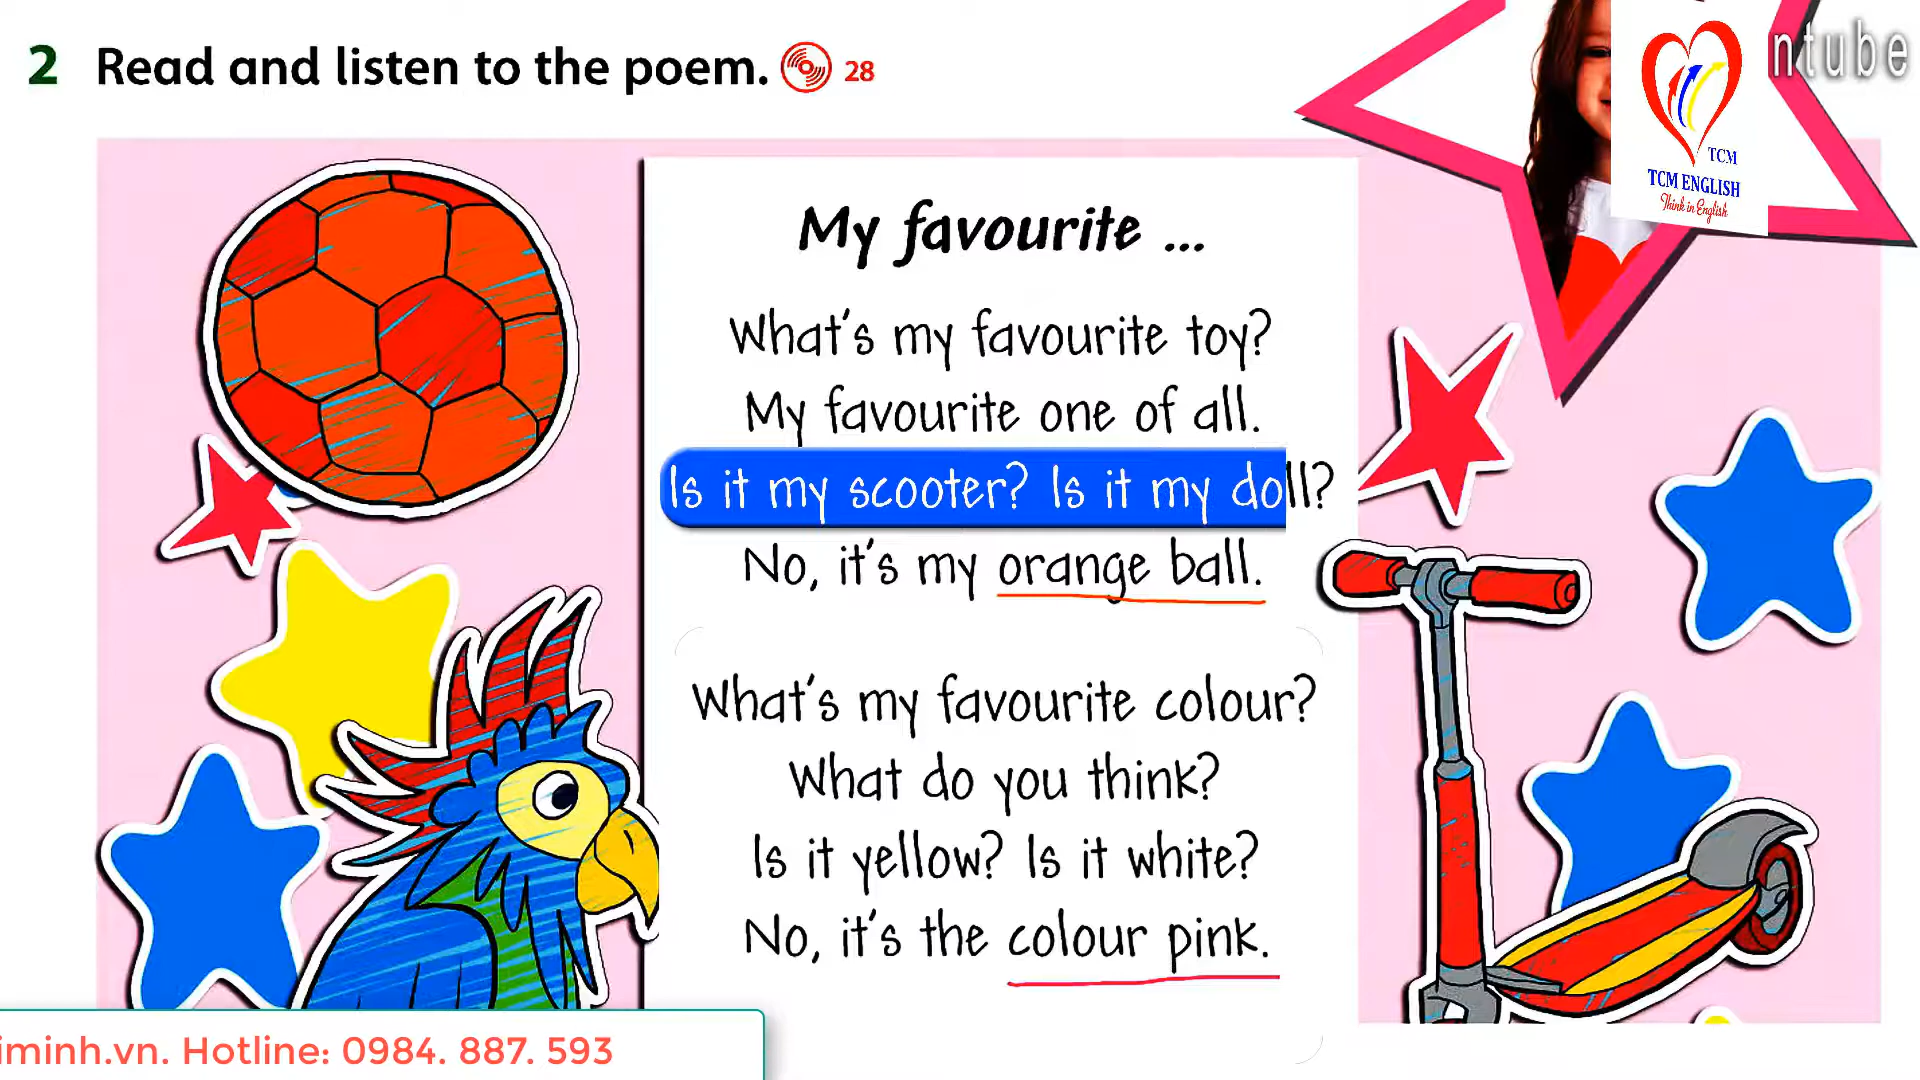 2 Read and listen to the poem. 28
ntube
TCM
TCM ENGLISH
Think in English
My favourite ...
What's my favourite toy?
My favourite one of all.
Is it my scooter? Is it my doll?
No, it's my orange ball.
What's my favourite colour?
What do you think?
Is it yellow? Is it white?
No, it's the colour pink.
iminh.vn. Hotline: 0984. 887. 593